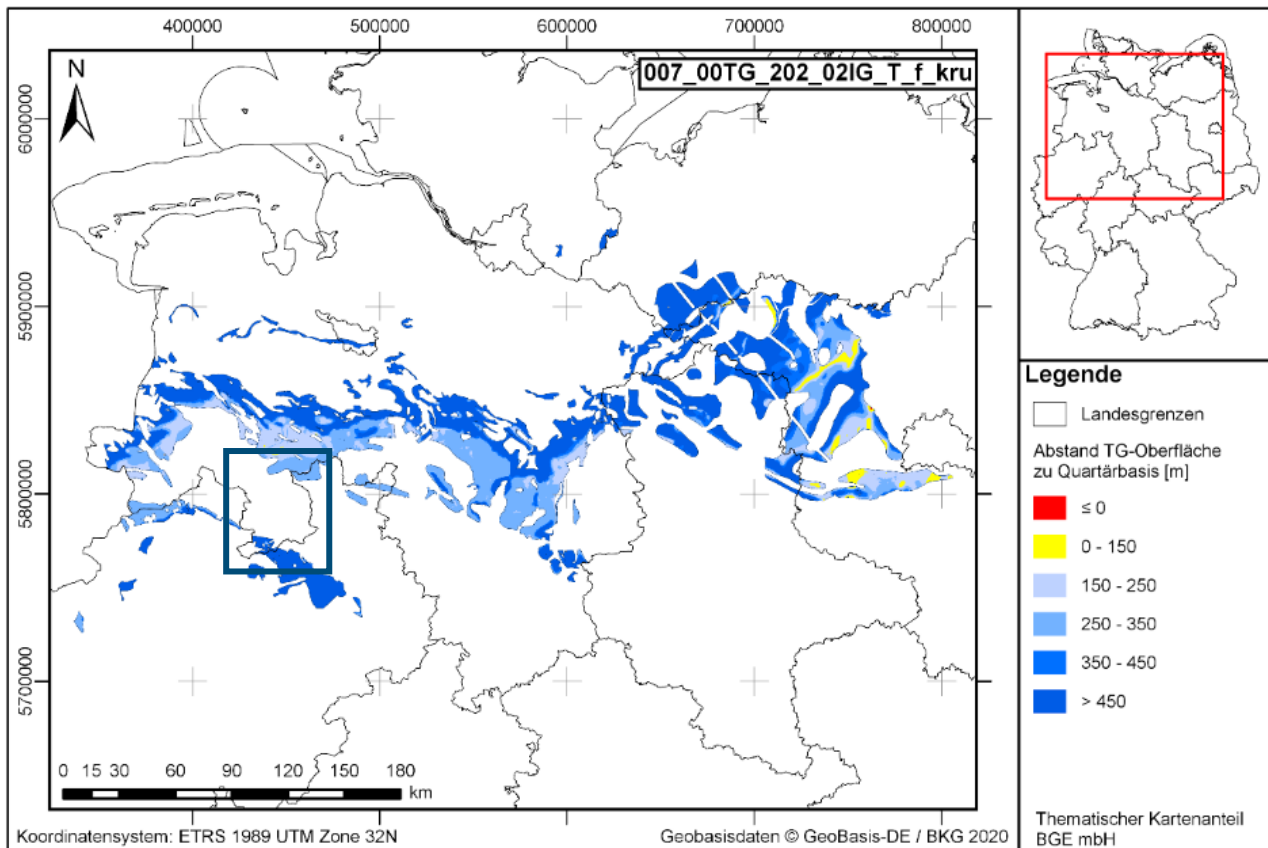 400000 500000 600000 700000 800000
N
007_00TG_202_02IG_T_f_kru
6000000
5900000
5800000
5700000
0 15 30 60 90 120 150 180
km
Koordinatensystem: ETRS 1989 UTM Zone 32N
Geobasisdaten © GeoBasis-DE / BKG 2020
Legende
Landesgrenzen
Abstand TG-Oberfläche
zu Quartärbasis [m]
≤ 0
0 - 150
150 - 250
250 - 350
350 - 450
> 450
Thematischer Kartenanteil
BGE mbH